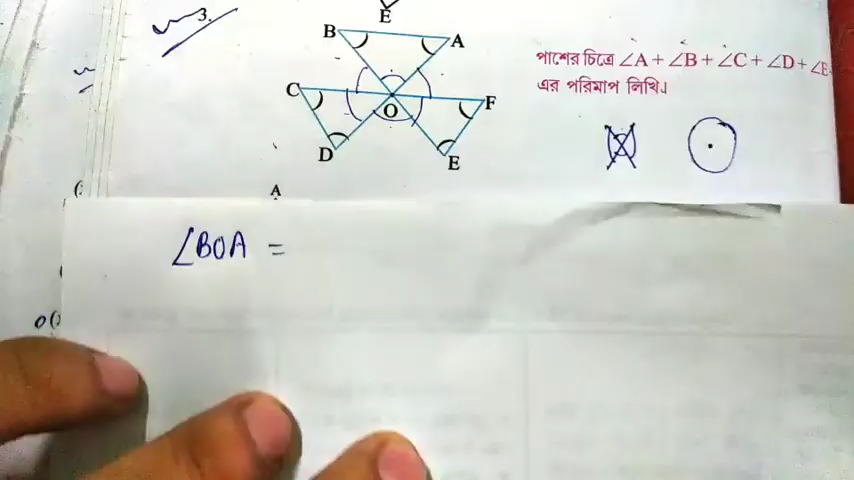 E
3.
B
A
পাশের চিত্রে ∠A + ∠B + ∠C + ∠D + ∠E
এর পরিমাপ লিখি।
C
F
O
D
E
A
∠BOA =